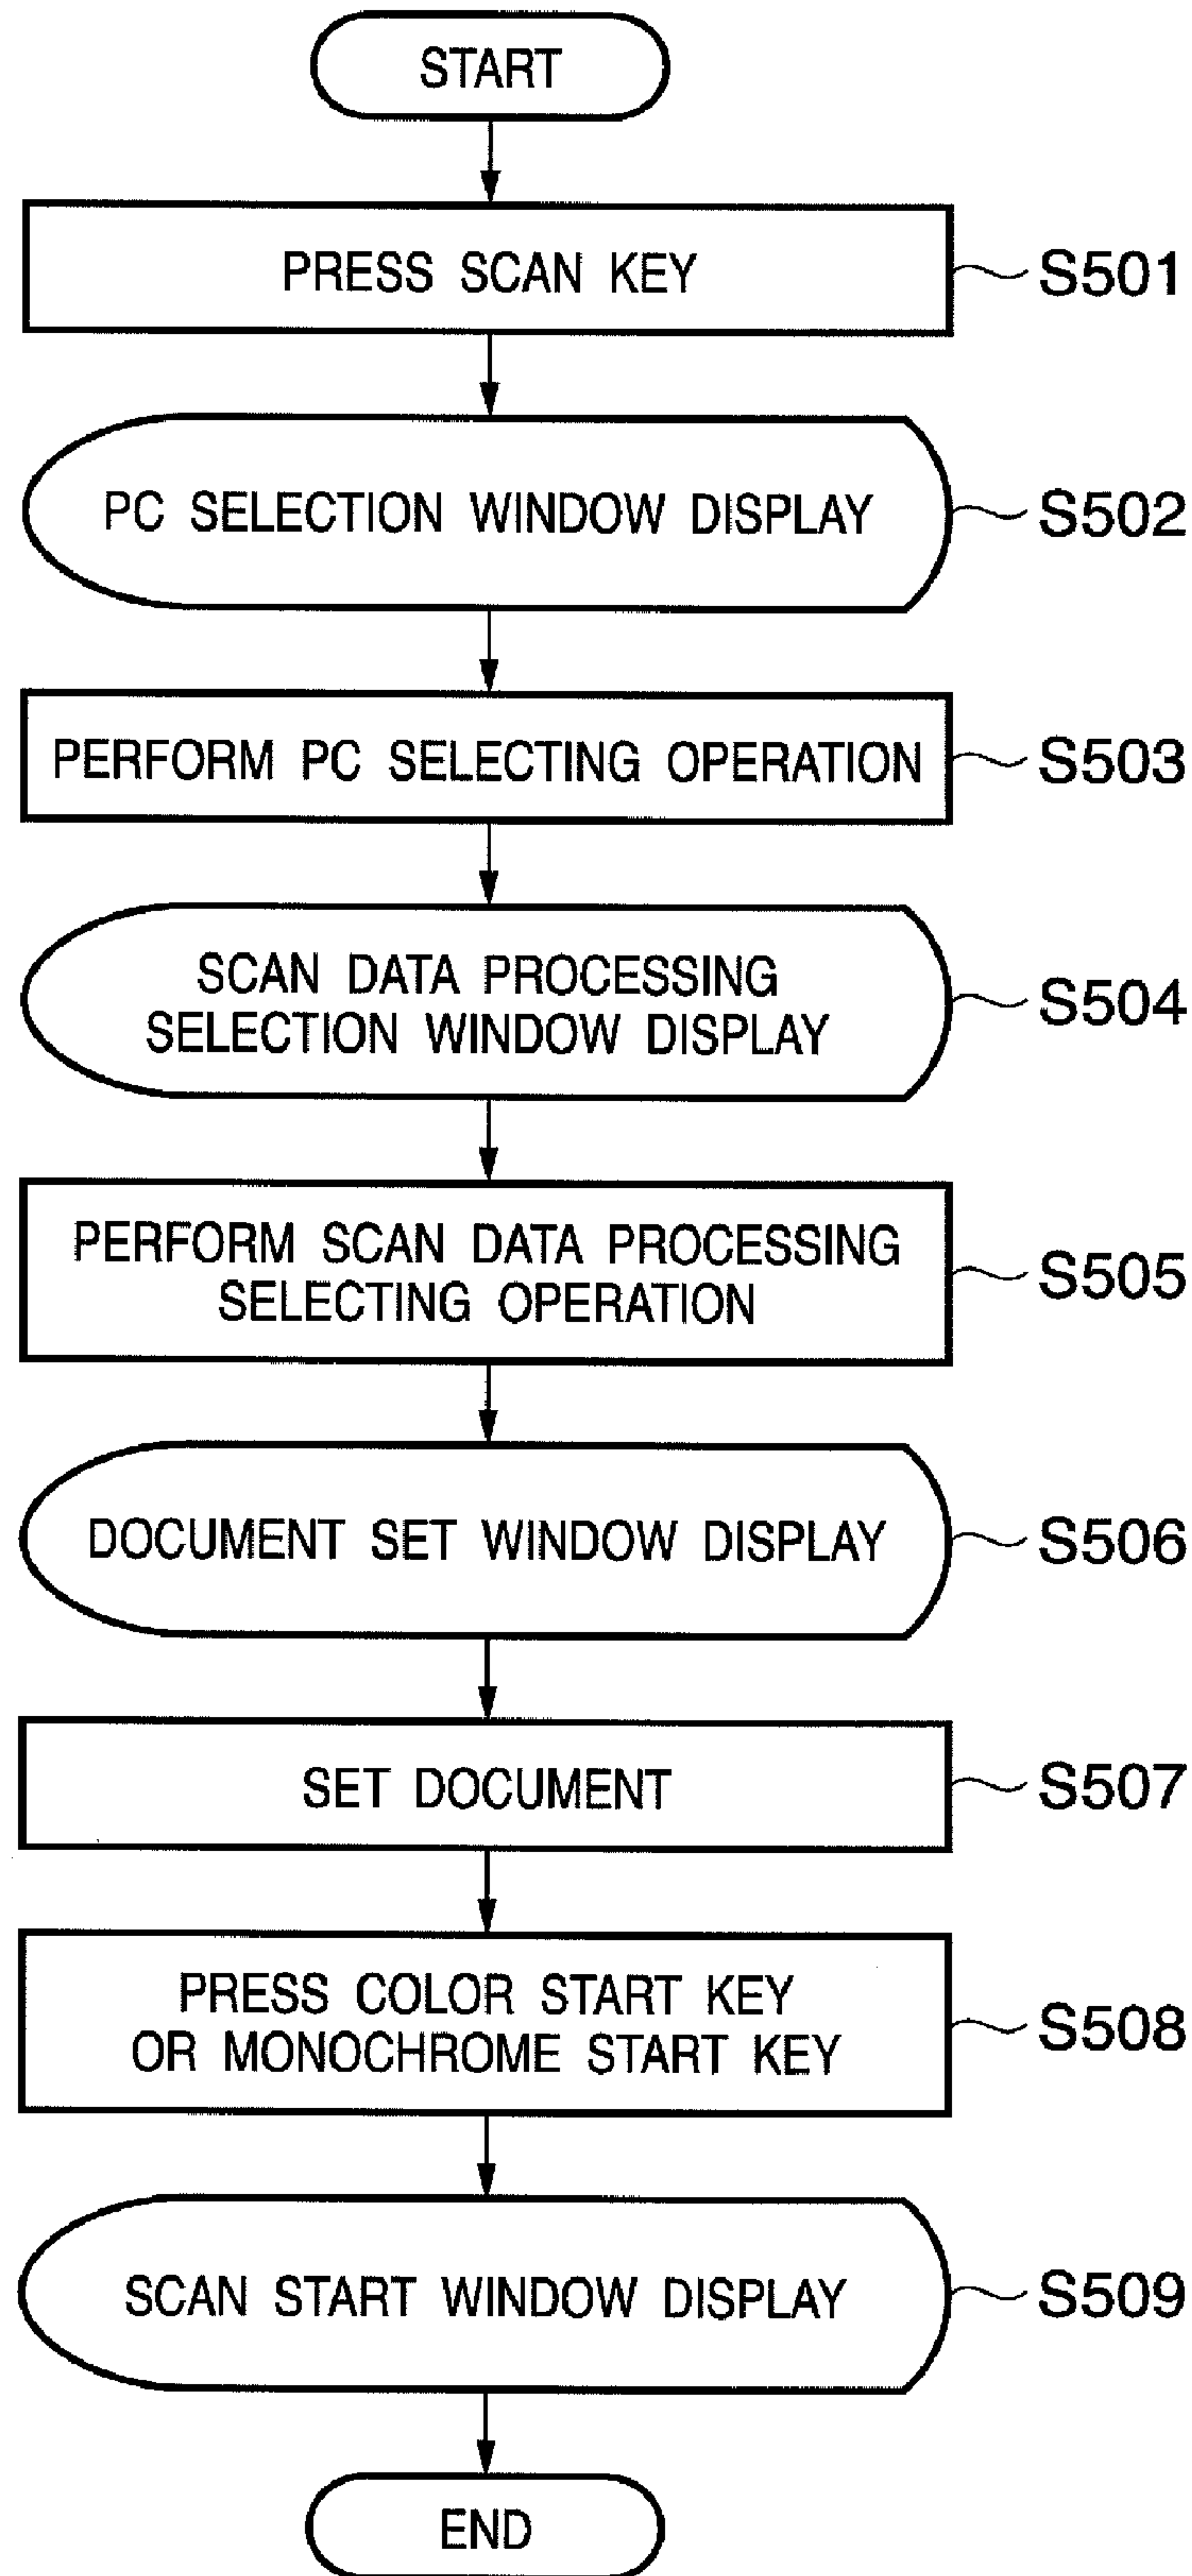 START
PRESS SCAN KEY
S501
PC SELECTION WINDOW DISPLAY
S502
PERFORM PC SELECTING OPERATION
S503
SCAN DATA PROCESSING
SELECTION WINDOW DISPLAY
S504
PERFORM SCAN DATA PROCESSING
SELECTING OPERATION
S505
DOCUMENT SET WINDOW DISPLAY
S506
SET DOCUMENT
S507
PRESS COLOR START KEY
OR MONOCHROME START KEY
S508
SCAN START WINDOW DISPLAY
S509
END